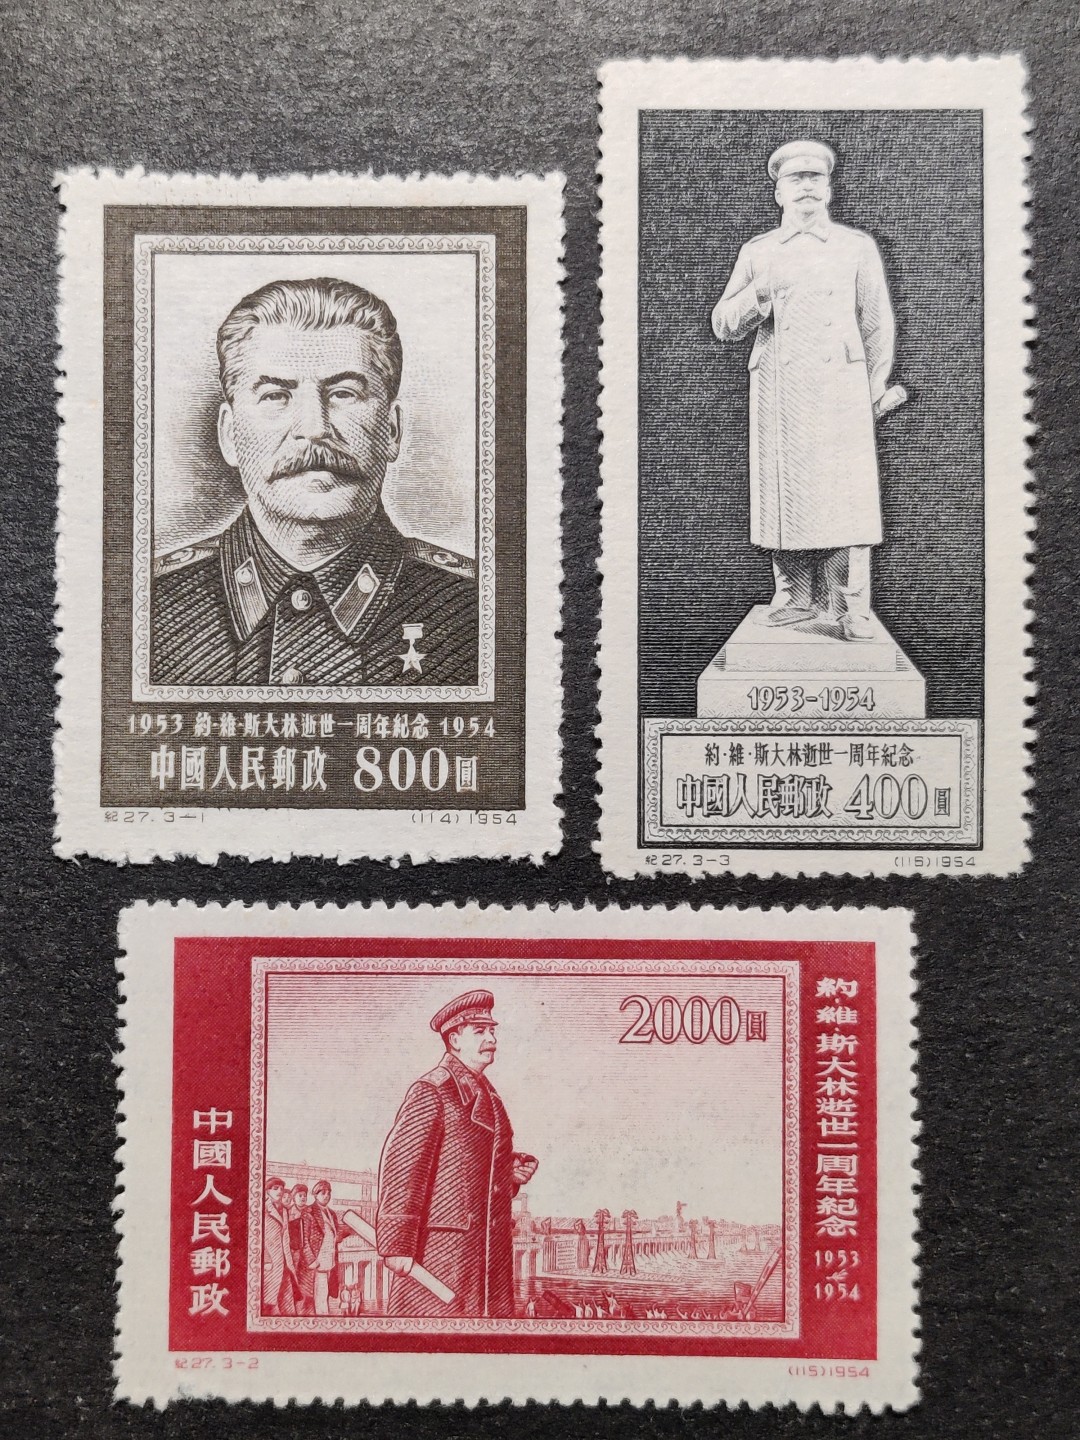 1953 約·維·斯大林逝世一周年紀念 1954
中國人民郵政 800圓
紀27. 3—1
(114) 1954
1953-1954
約·維·斯大林逝世一周年紀念
中國人民郵政 400圓
紀27. 3-3
(116) 1954
2000圓
約·維·斯大林逝世一周年紀念
1953
1954
中國人民郵政
紀27. 3-2
(115) 1954